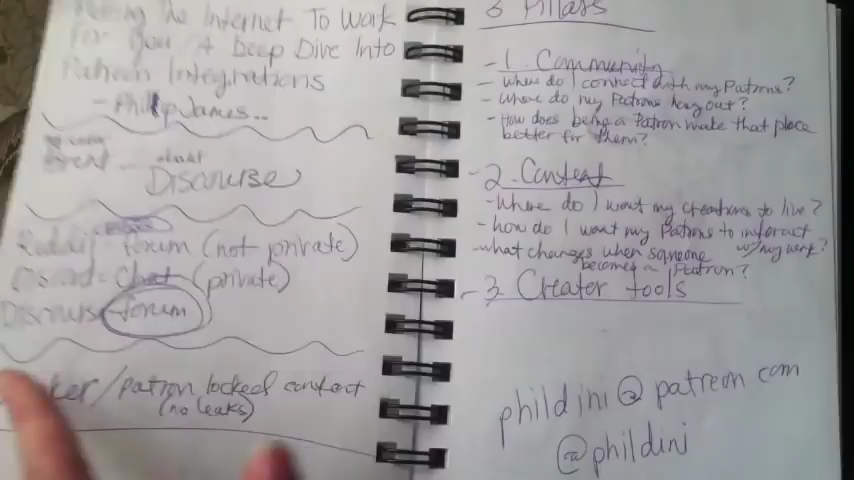 the Internet To Work
For You A Deep Dive Into
Patreon Integrations
- Philip James..
about
Discourse
Reddit - forum (not private)
Discord = Chat (private)
Discourse forum
/patron locked content
(no leaks)
3 Pillars
- 1. Community
- where do I connect with my Patrons?
- where do my Patrons hang out?
- How does being a Patron make that place
better for them?
- 2. Content
- Where do I want my creations to live?
- how do I want my Patrons to interact
w/ my work?
- what changes when someone
becomes a Patron?
- 3. Creater tools
phildini@patreon com
@phildini